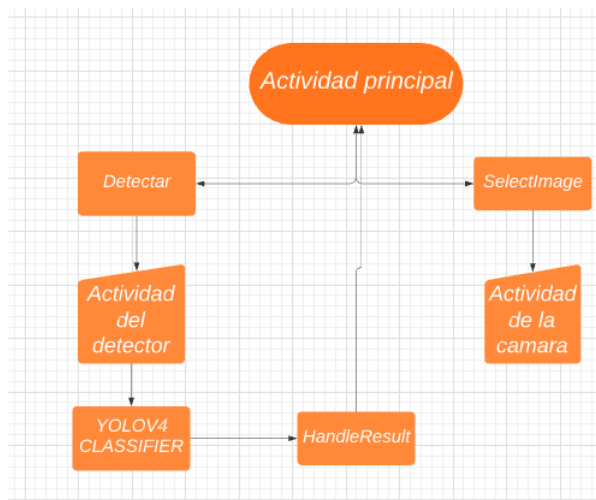 Actividad principal
Detectar
SelectImage
Actividad
del
detector
Actividad
de la
camara
YOLOV4
CLASSIFIER
HandleResult